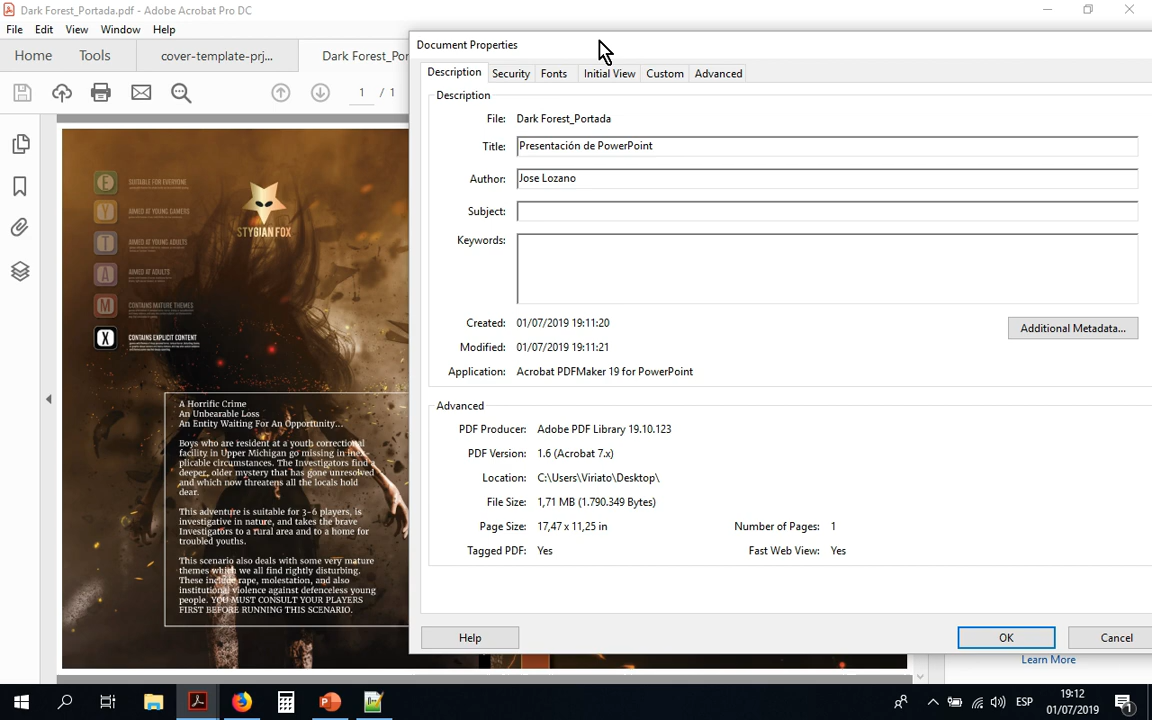 Dark Forest_Portada.pdf - Adobe Acrobat Pro DC
File Edit View Window Help
Home Tools cover-template-prj... Dark Forest_Por
1 / 1
Document Properties
Description Security Fonts Initial View Custom Advanced
Description
File: Dark Forest_Portada
Title: Presentación de PowerPoint
Author: Jose Lozano
Subject:
Keywords:
Created: 01/07/2019 19:11:20
Modified: 01/07/2019 19:11:21
Application: Acrobat PDFMaker 19 for PowerPoint
Additional Metadata...
Advanced
PDF Producer: Adobe PDF Library 19.10.123
PDF Version: 1.6 (Acrobat 7.x)
Location: C:\Users\Viriato\Desktop\
File Size: 1,71 MB (1.790.349 Bytes)
Page Size: 17,47 x 11,25 in Number of Pages: 1
Tagged PDF: Yes Fast Web View: Yes
Help OK Cancel
Learn More
E SUITABLE FOR EVERYONE
Y AIMED AT YOUNG GAMERS
T AIMED AT YOUNG ADULTS
A AIMED AT ADULTS
M CONTAINS MATURE THEMES
X CONTAINS EXPLICIT CONTENT
STYGIAN FOX
A Horrific Crime
An Unbearable Loss
An Entity Waiting For An Opportunity...
Boys who are resident at a youth correctional
facility in Upper Michigan go missing in inex-
plicable circumstances. The Investigators find a
deeper, older mystery that has gone unresolved
and which now threatens all the locals hold
dear.
This adventure is suitable for 3-6 players, is
investigative in nature, and takes the brave
Investigators to a rural area and to a home for
troubled youths.
This scenario also deals with some very mature
themes which we all find rightly disturbing.
These include rape, molestation, and also
institutional violence against defenceless young
people. YOU MUST CONSULT YOUR PLAYERS
FIRST BEFORE RUNNING THIS SCENARIO.
ESP 19:12
01/07/2019
1